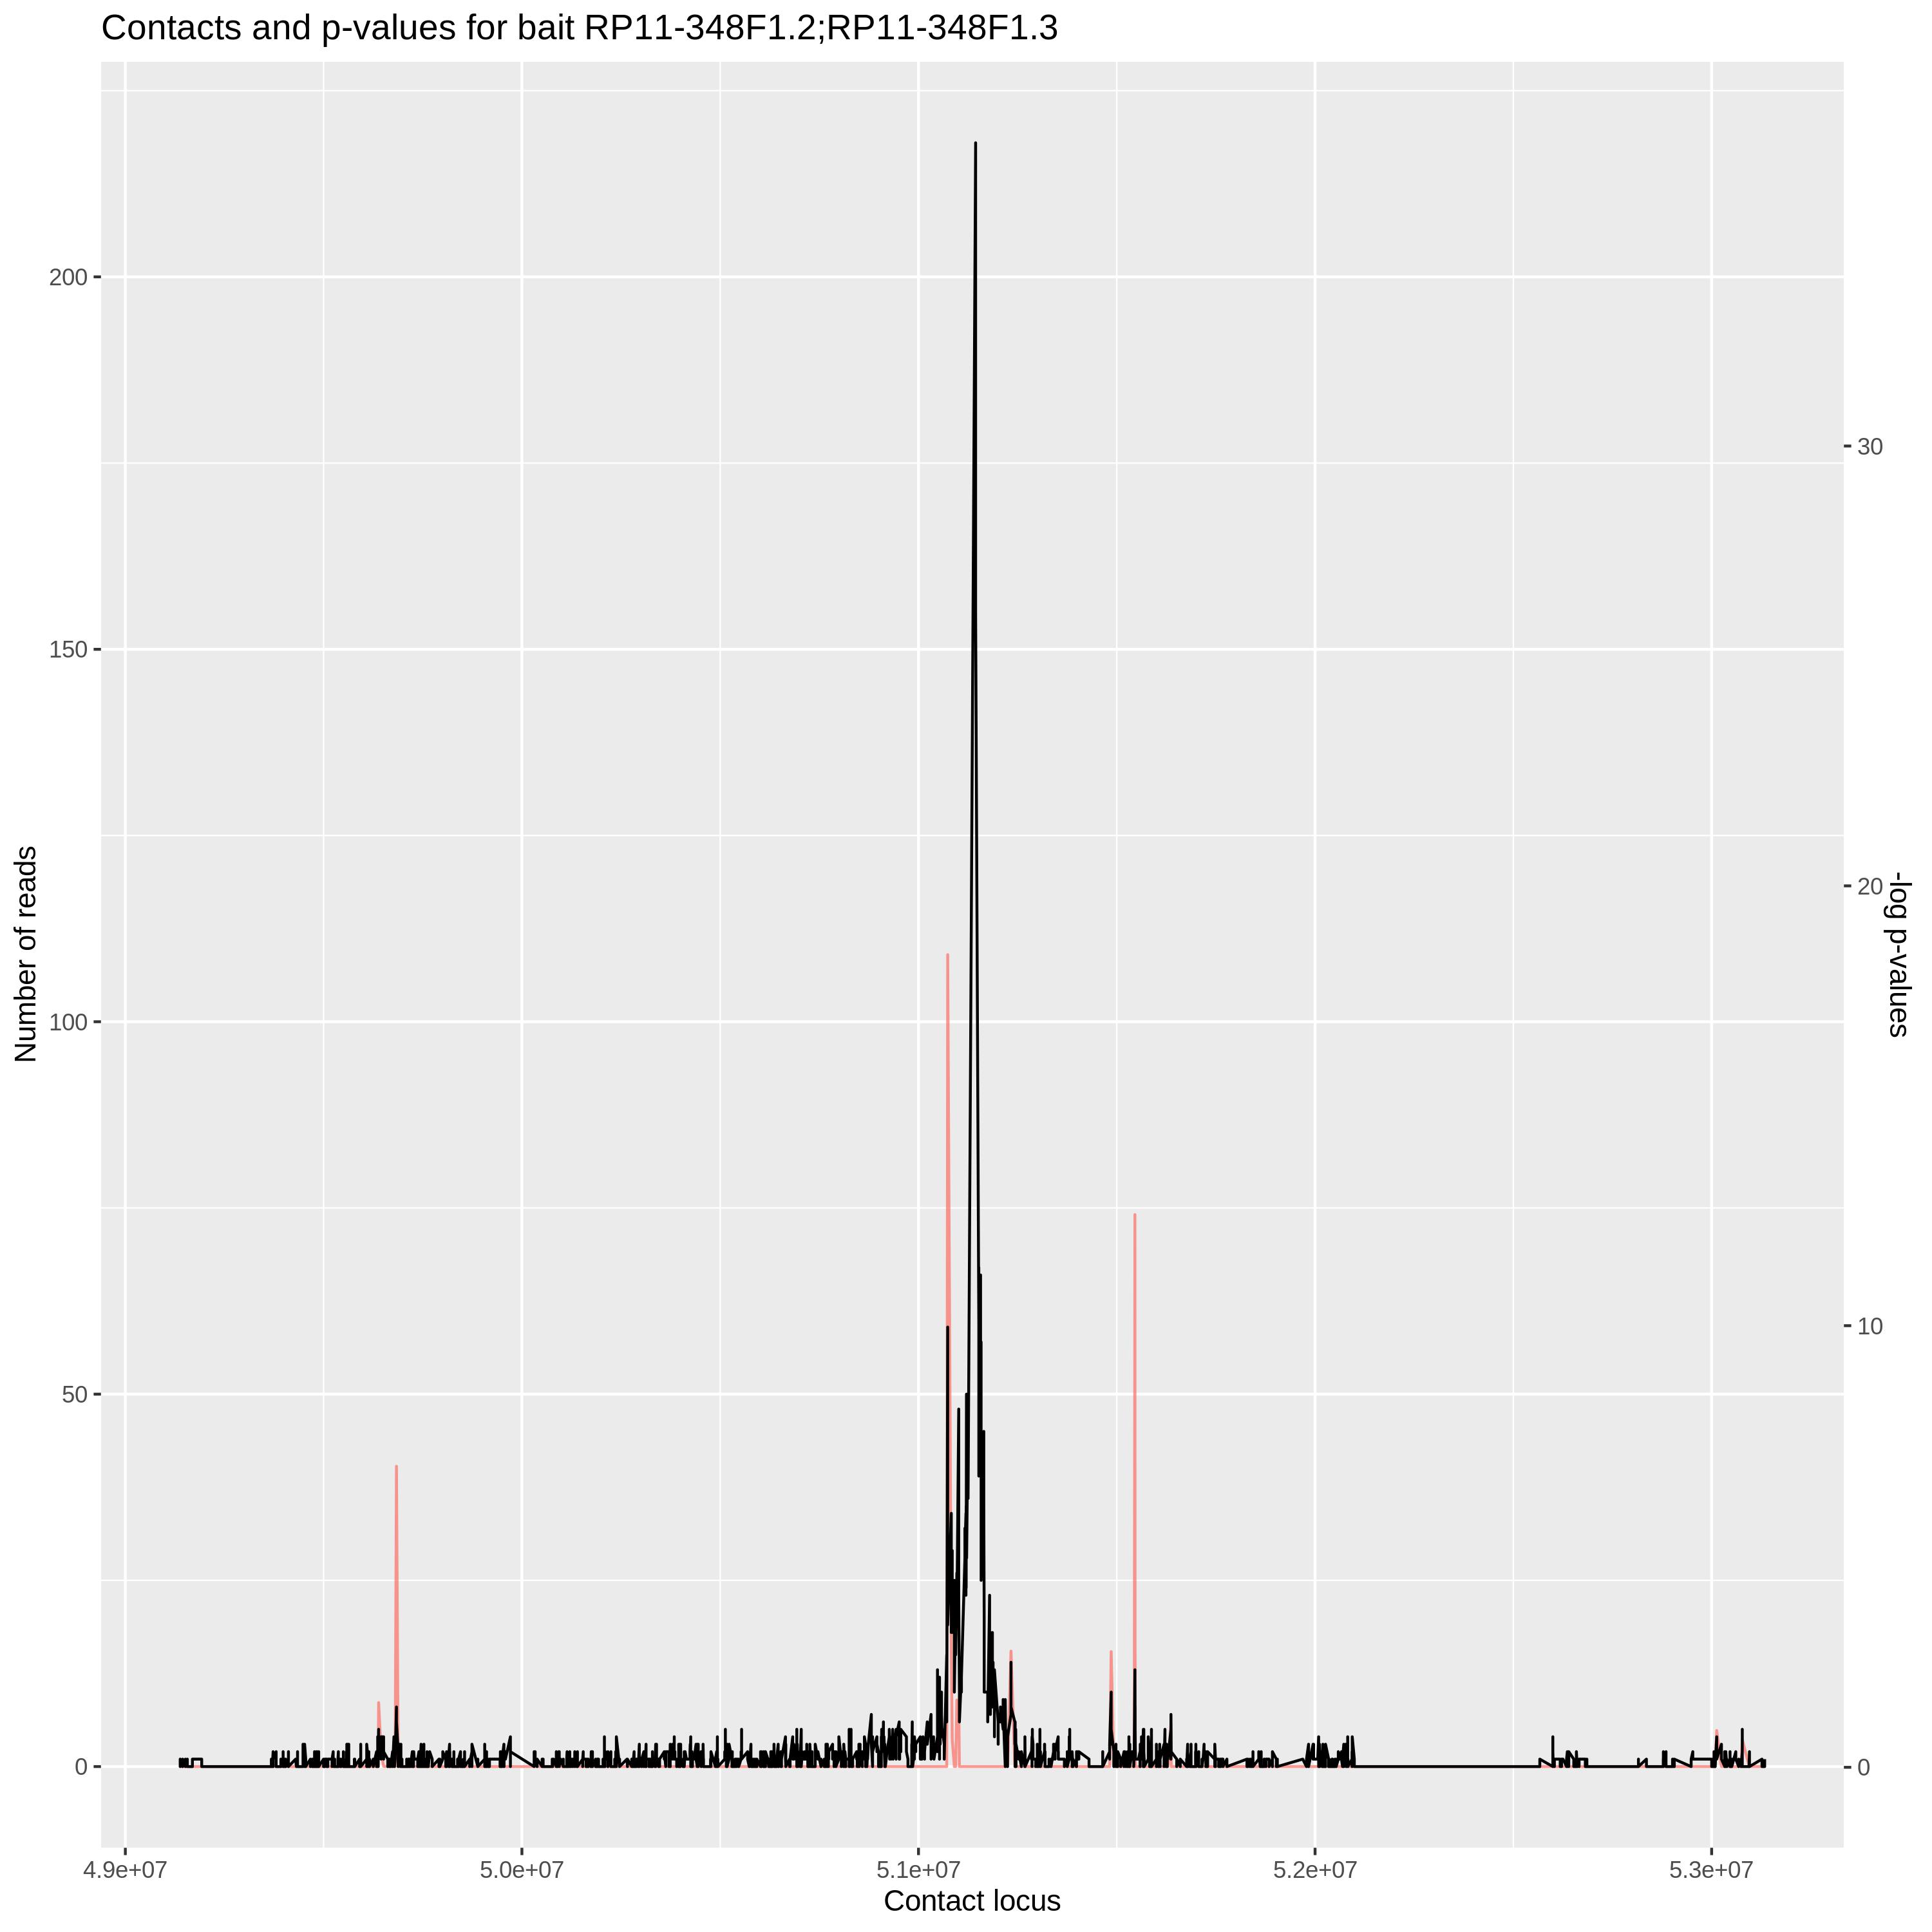 Contacts and p-values for bait RP11-348F1.2;RP11-348F1.3
200
150
100
50
0
Number of reads
30
20
10
0
-log p-values
4.9e+07
5.0e+07
5.1e+07
5.2e+07
5.3e+07
Contact locus